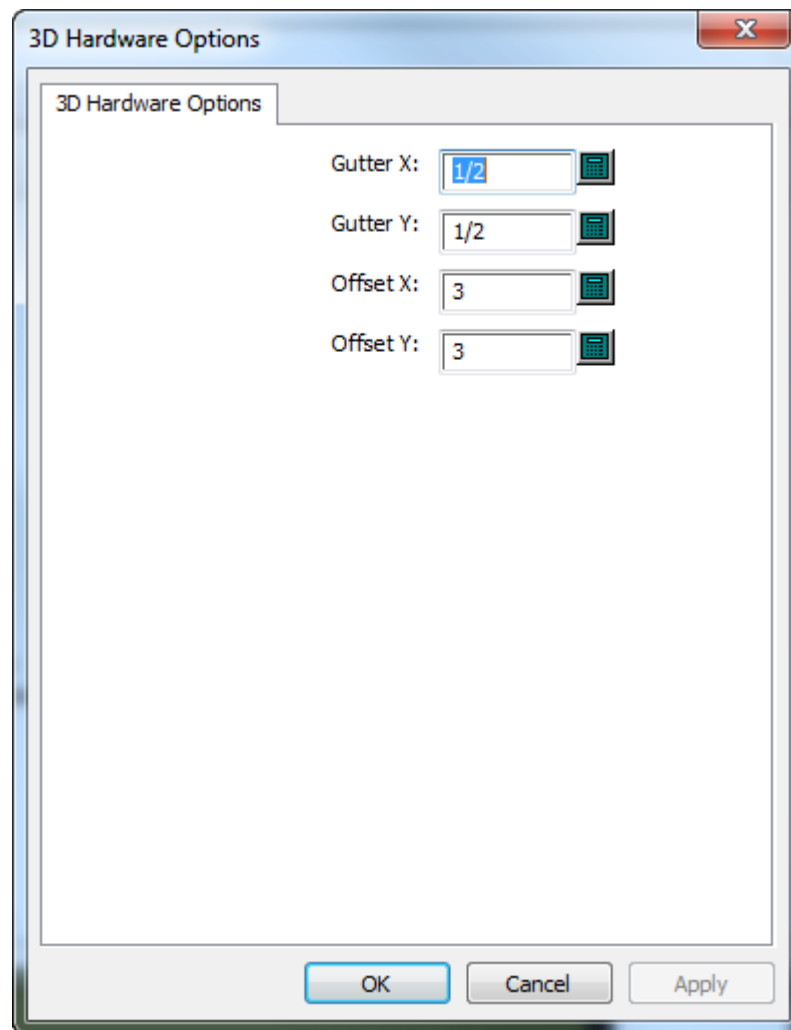 3D Hardware Options
3D Hardware Options
Gutter X: 1/2
Gutter Y: 1/2
Offset X: 3
Offset Y: 3
OK Cancel Apply